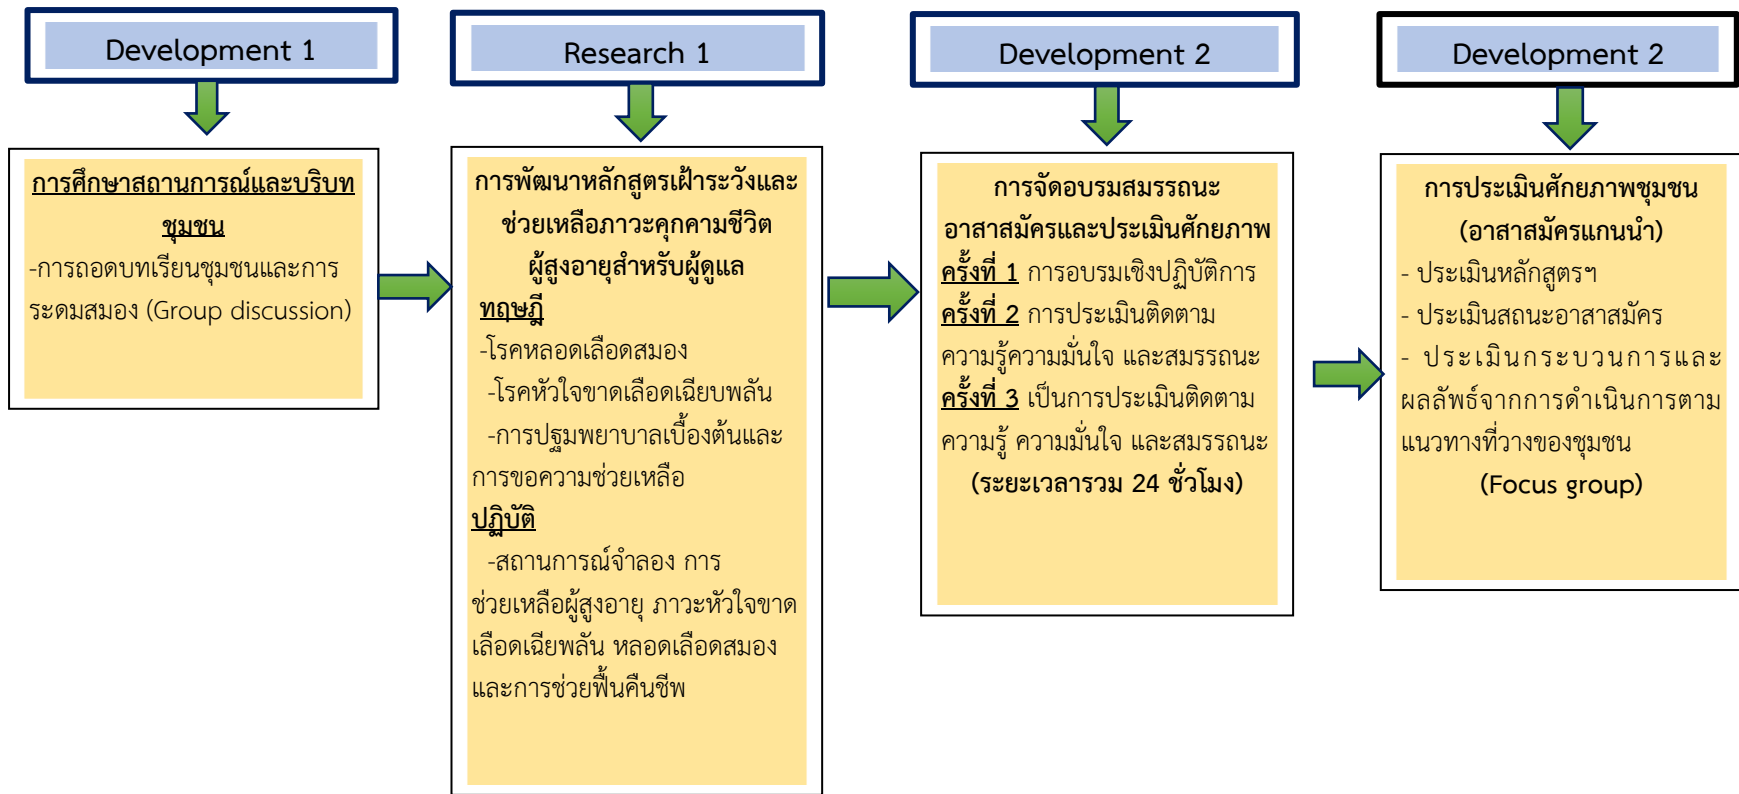 Development 1
การศึกษาสถานการณ์และบริบท
ชุมชน
-การถอดบทเรียนชุมชนและการ
ระดมสมอง (Group discussion)
Research 1
การพัฒนาหลักสูตรเฝ้าระวังและ
ช่วยเหลือภาวะคุกคามชีวิต
ผู้สูงอายุสำหรับผู้ดูแล
ทฤษฎี
-โรคหลอดเลือดสมอง
-โรคหัวใจขาดเลือดเฉียบพลัน
-การปฐมพยาบาลเบื้องต้นและ
การขอความช่วยเหลือ
ปฏิบัติ
-สถานการณ์จำลอง การ
ช่วยเหลือผู้สูงอายุ ภาวะหัวใจขาด
เลือดเฉียพลัน หลอดเลือดสมอง
และการช่วยฟื้นคืนชีพ
Development 2
การจัดอบรมสมรรถนะ
อาสาสมัครและประเมินศักยภาพ
ครั้งที่ 1 การอบรมเชิงปฏิบัติการ
ครั้งที่ 2 การประเมินติดตาม
ความรู้ความมั่นใจ และสมรรถนะ
ครั้งที่ 3 เป็นการประเมินติดตาม
ความรู้ ความมั่นใจ และสมรรถนะ
(ระยะเวลารวม 24 ชั่วโมง)
Development 2
การประเมินศักยภาพชุมชน
(อาสาสมัครแกนนำ)
- ประเมินหลักสูตรฯ
- ประเมินสถนะอาสาสมัคร
- ประเมินกระบวนการและ
ผลลัพธ์จากการดำเนินการตาม
แนวทางที่วางของชุมชน
(Focus group)